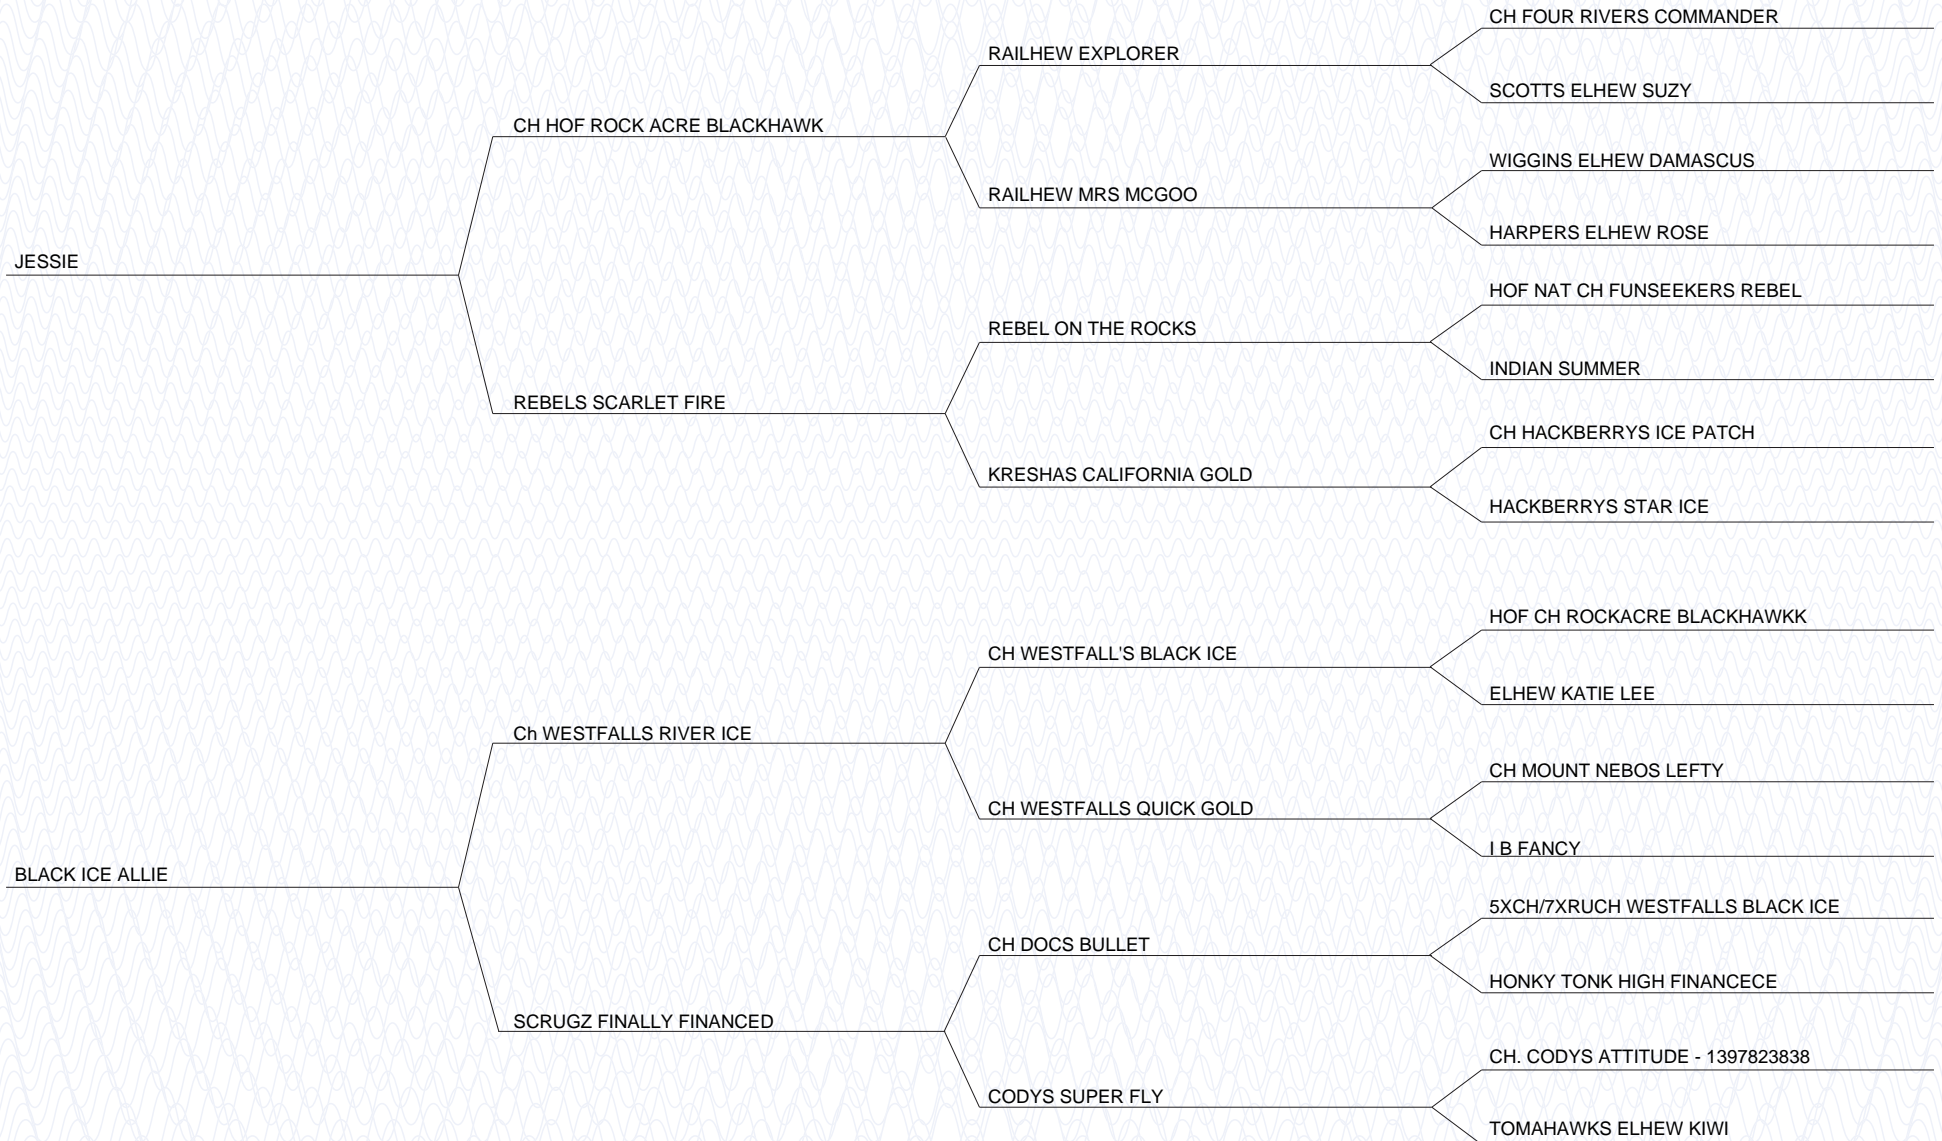 CH FOUR RIVERS COMMANDER
RAILHEW EXPLORER
SCOTTS ELHEW SUZY
CH HOF ROCK ACRE BLACKHAWK
WIGGINS ELHEW DAMASCUS
RAILHEW MRS MCGOO
HARPERS ELHEW ROSE
JESSIE
HOF NAT CH FUNSEEKERS REBEL
REBEL ON THE ROCKS
INDIAN SUMMER
REBELS SCARLET FIRE
CH HACKBERRYS ICE PATCH
KRESHAS CALIFORNIA GOLD
HACKBERRYS STAR ICE
HOF CH ROCKACRE BLACKHAWKK
CH WESTFALL'S BLACK ICE
ELHEW KATIE LEE
Ch WESTFALLS RIVER ICE
CH MOUNT NEBOS LEFTY
CH WESTFALLS QUICK GOLD
I B FANCY
BLACK ICE ALLIE
5XCH/7XRUCH WESTFALLS BLACK ICE
CH DOCS BULLET
HONKY TONK HIGH FINANCECE
SCRUGZ FINALLY FINANCED
CH. CODYS ATTITUDE - 1397823838
CODYS SUPER FLY
TOMAHAWKS ELHEW KIWI